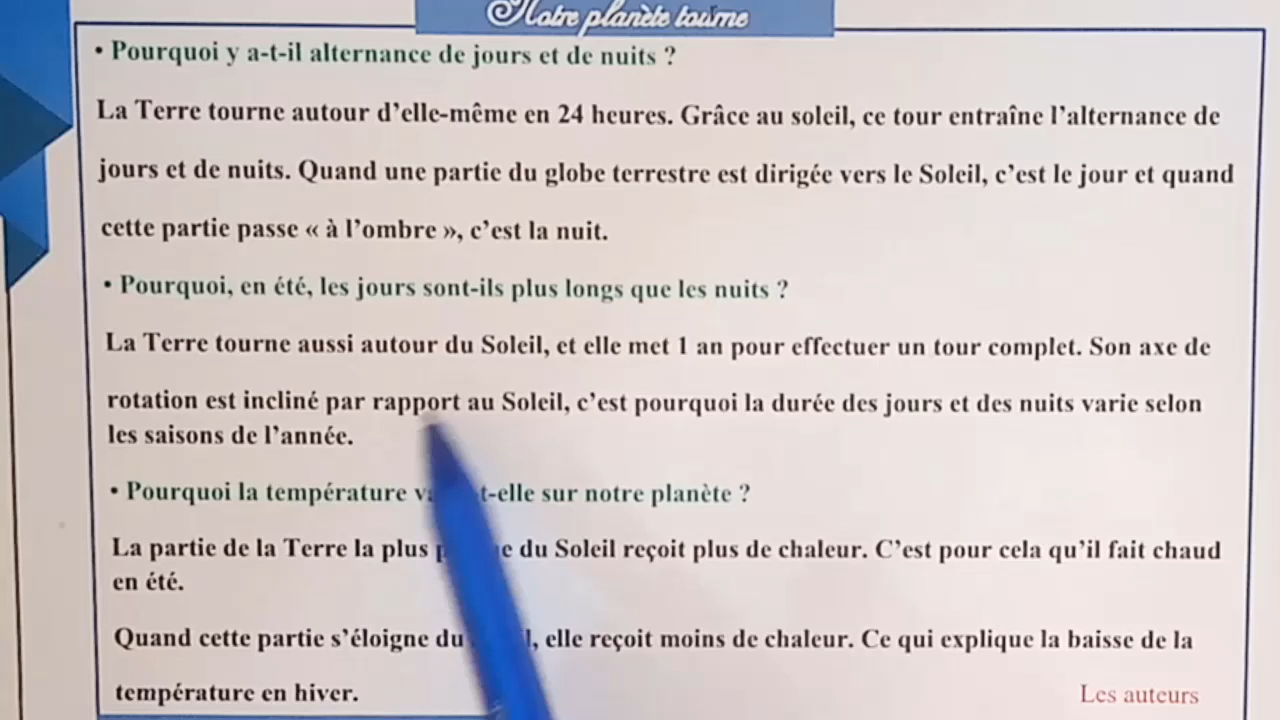 Notre planète tourne
• Pourquoi y a-t-il alternance de jours et de nuits ?
La Terre tourne autour d'elle-même en 24 heures. Grâce au soleil, ce tour entraîne l'alternance de
jours et de nuits. Quand une partie du globe terrestre est dirigée vers le Soleil, c'est le jour et quand
cette partie passe « à l'ombre », c'est la nuit.
• Pourquoi, en été, les jours sont-ils plus longs que les nuits ?
La Terre tourne aussi autour du Soleil, et elle met 1 an pour effectuer un tour complet. Son axe de
rotation est incliné par rapport au Soleil, c'est pourquoi la durée des jours et des nuits varie selon
les saisons de l'année.
• Pourquoi la température t-elle sur notre planète ?
La partie de la Terre la plus du Soleil reçoit plus de chaleur. C'est pour cela qu'il fait chaud
en été.
Quand cette partie s'éloigne du , elle reçoit moins de chaleur. Ce qui explique la baisse de la
température en hiver.
Les auteurs